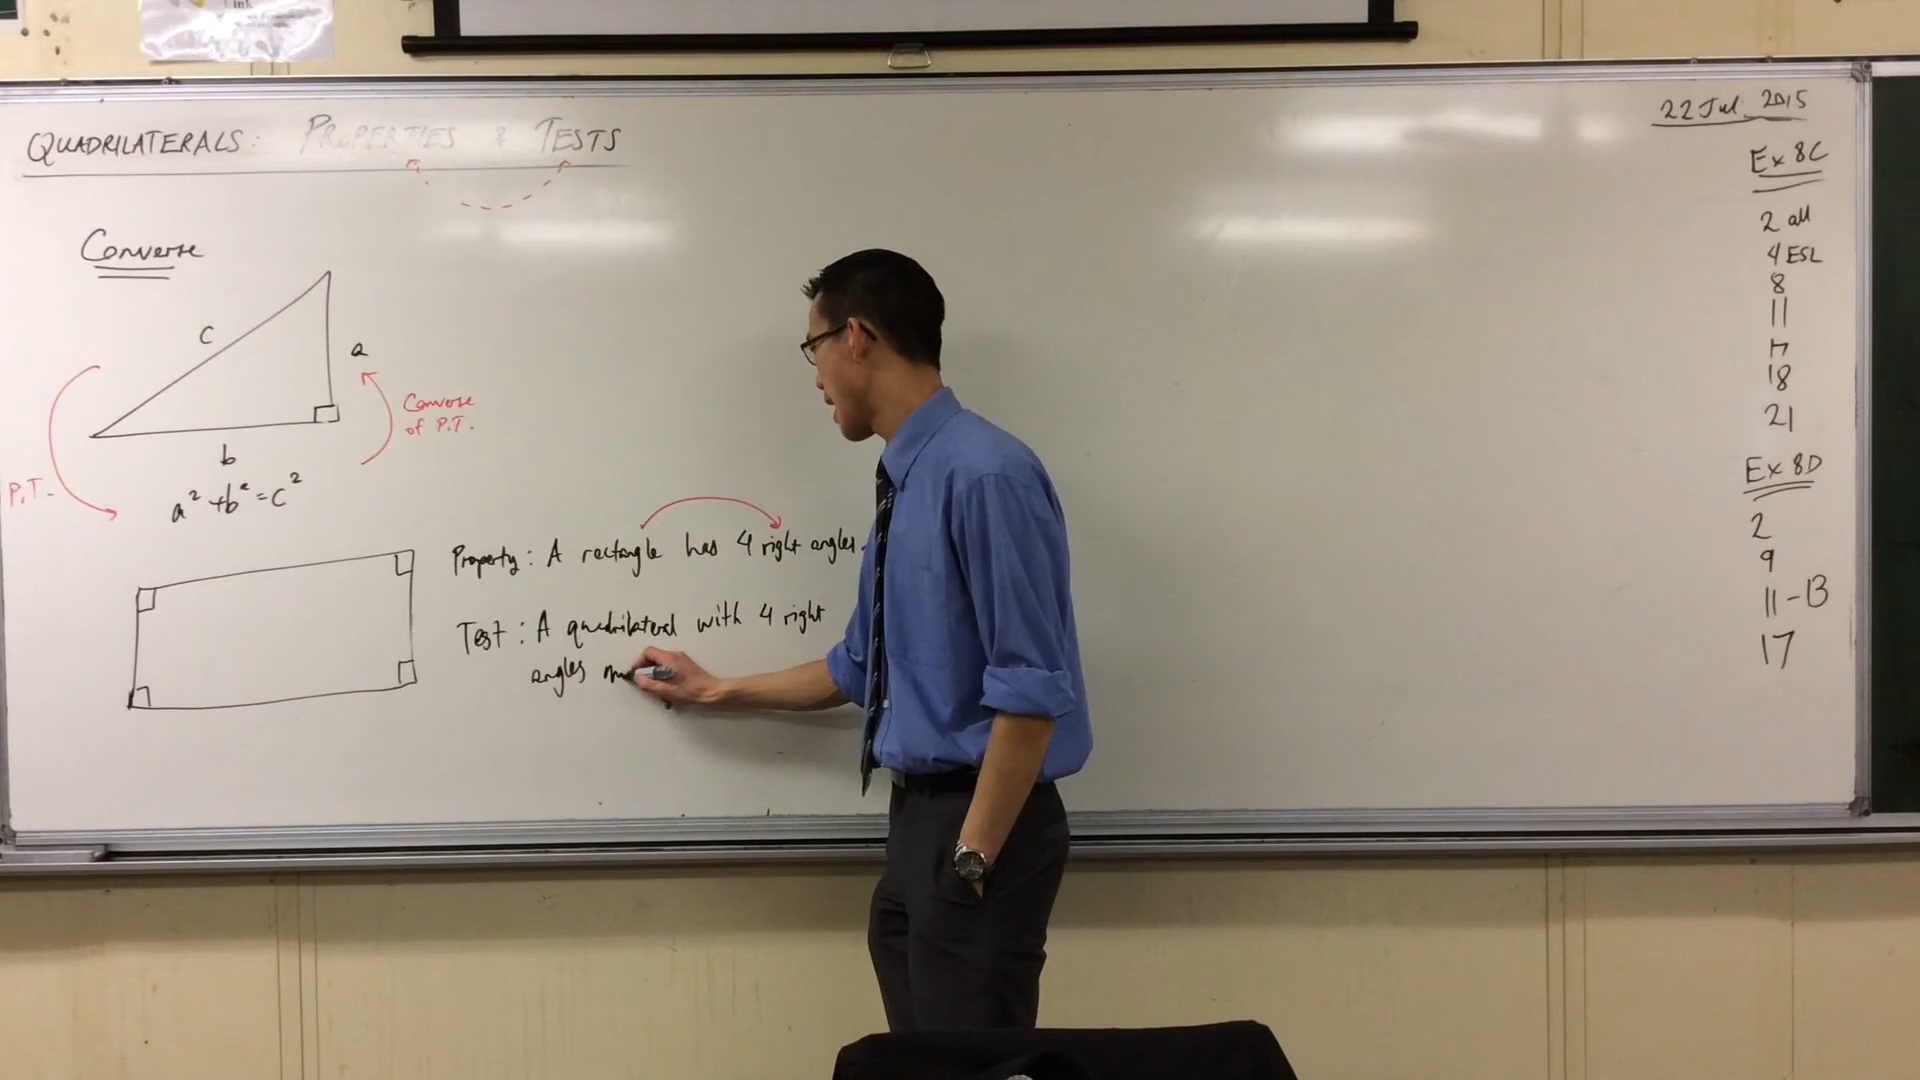 QUADRILATERALS: PROPERTIES & TESTS
Converse
c
a
b
a² + b² = c²
P.T.
Converse
of P.T.
Property: A rectangle has 4 right angles.
Test: A quadrilateral with 4 right
angles
22 Jul 2015
Ex 8C
2 all
4 ESL
8
11
17
18
21
Ex 8D
2
9
11-13
17